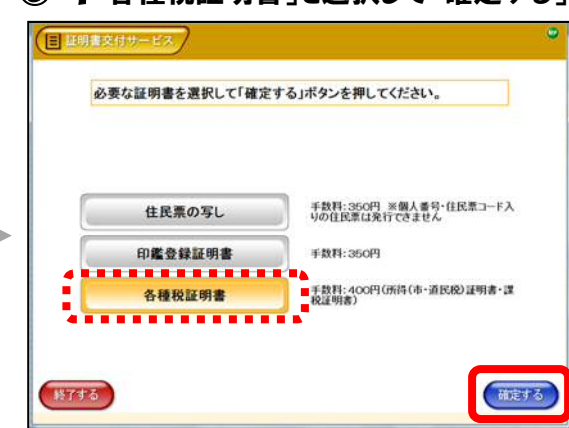 各種税証明書」を選択して「確定する」
証明書交付サービス
必要な証明書を選択して「確定する」ボタンを押してください。
住民票の写し
手数料:350円 ※個人番号・住民票コード入
りの住民票は発行できません
印鑑登録証明書
手数料:350円
各種税証明書
手数料:400円(所得(市・道民税)証明書・課
税証明書)
終了する
確定する